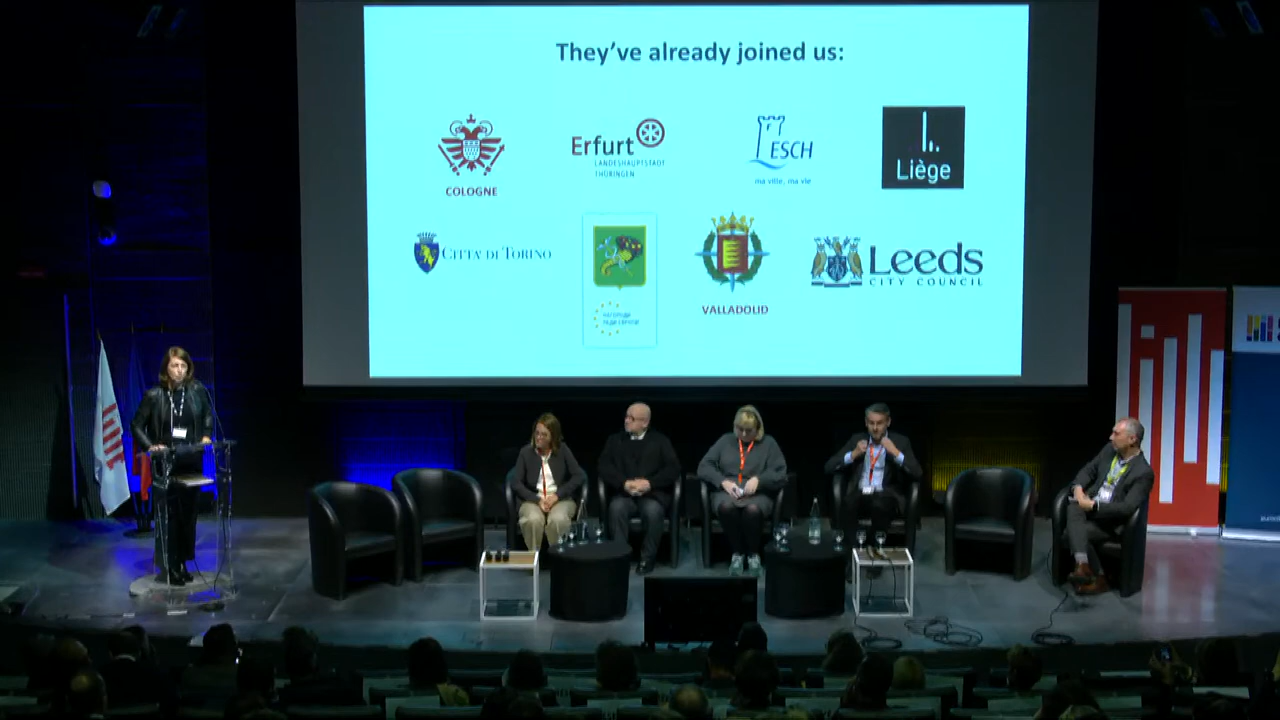 They've already joined us:
COLOGNE
Erfurt
LANDESHAUPTSTADT
THÜRINGEN
ESCH
ma ville, ma vie
Liège
CITTA' DI TORINO
VALLADOLID
Leeds
CITY COUNCIL